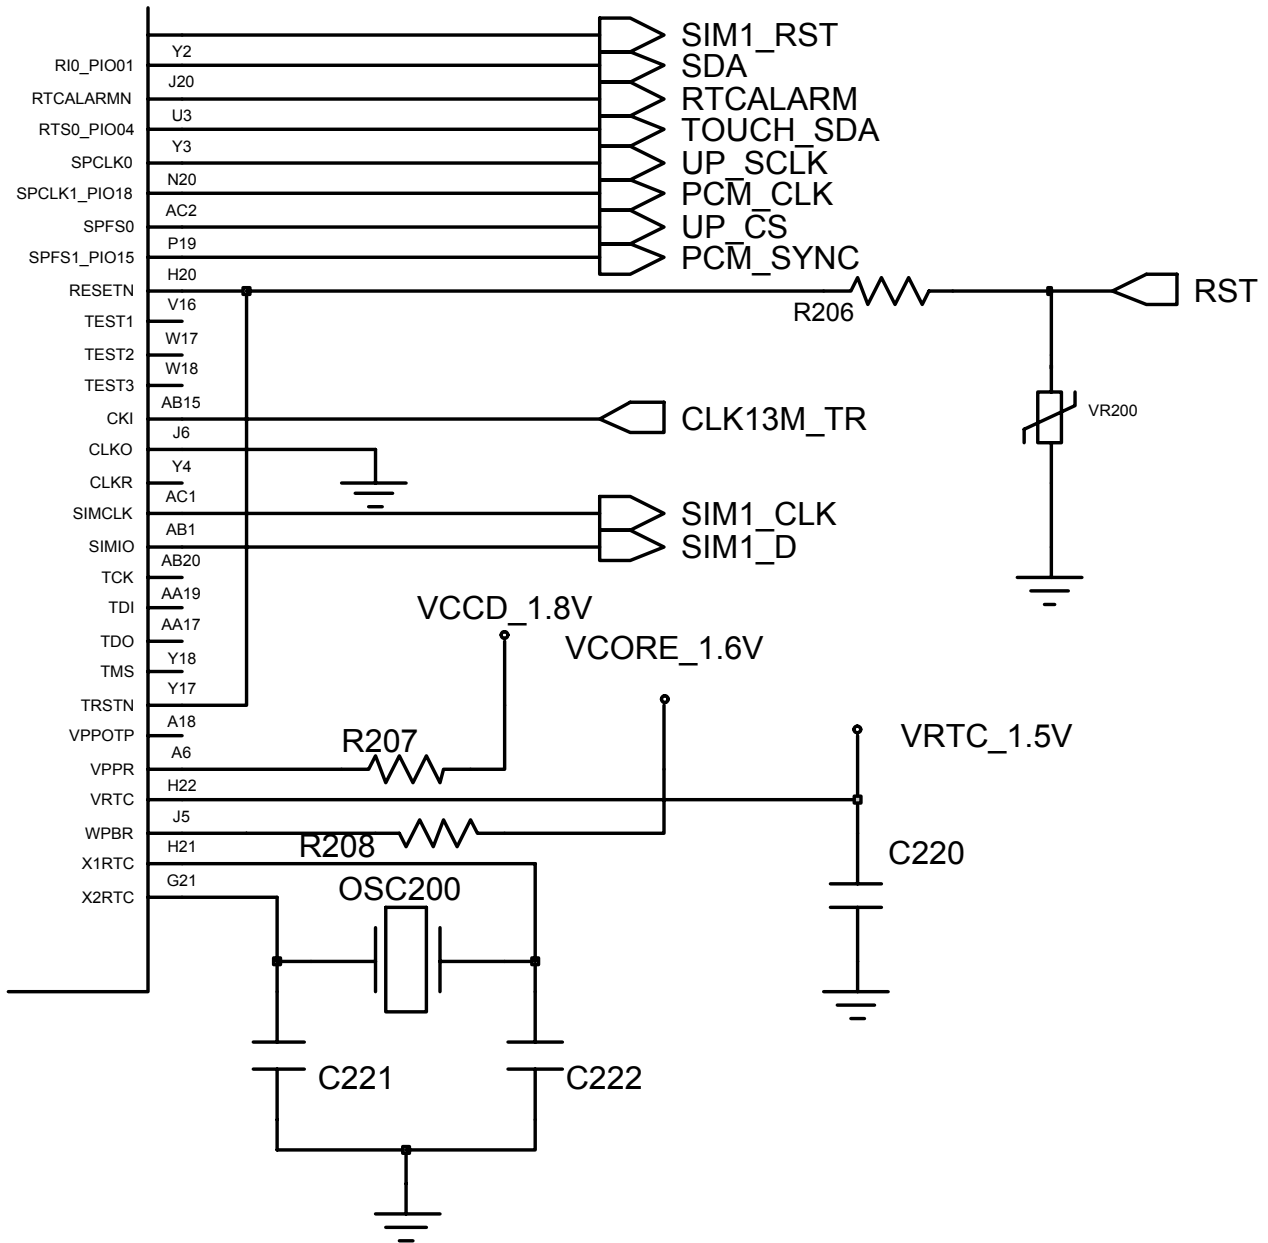 SIM1_RST
Y2
RI0_PIO01
SDA
J20
RTCALARMN
RTCALARM
U3
RTS0_PIO04
TOUCH_SDA
Y3
SPCLK0
UP_SCLK
N20
SPCLK1_PIO18
PCM_CLK
AC2
SPFS0
UP_CS
P19
SPFS1_PIO15
PCM_SYNC
H20
RESETN
R206
RST
V16
TEST1
W17
TEST2
W18
TEST3
AB15
CKI
CLK13M_TR
VR200
J6
CLKO
Y4
CLKR
AC1
SIMCLK
SIM1_CLK
AB1
SIMIO
SIM1_D
AB20
TCK
AA19
TDI
VCCD_1.8V
AA17
TDO
VCORE_1.6V
Y18
TMS
Y17
TRSTN
A18
VPPOTP
R207
VRTC_1.5V
A6
VPPR
H22
VRTC
J5
WPBR
R208
H21
X1RTC
C220
G21
X2RTC
OSC200
C221
C222